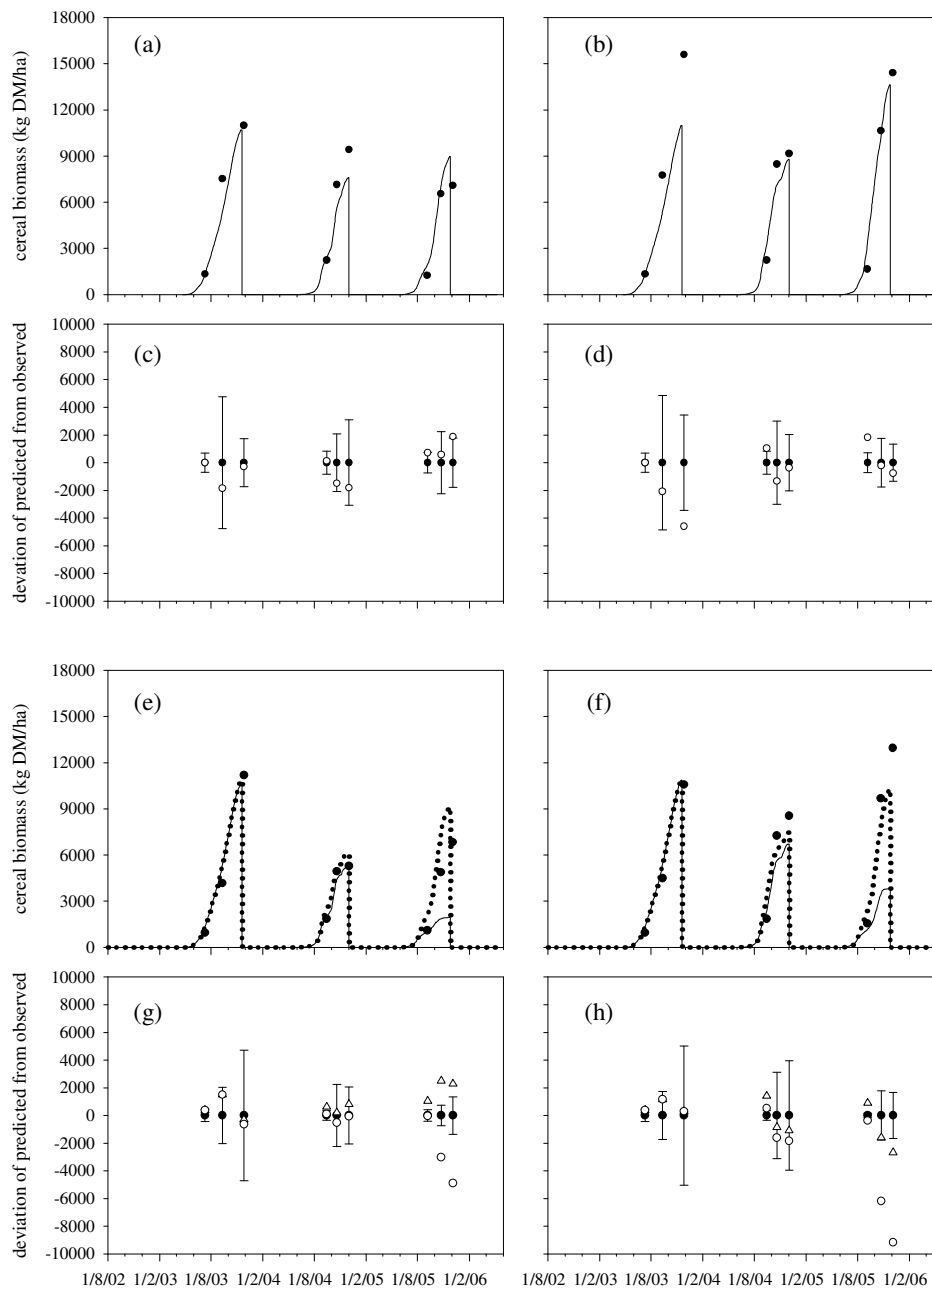 18000
15000
12000
9000
6000
3000
0
cereal biomass (kg DM/ha)
(a)
(b)
10000
8000
6000
4000
2000
0
-2000
-4000
-6000
-8000
-10000
devation of predicted from observed
(c)
(d)
18000
15000
12000
9000
6000
3000
0
cereal biomass (kg DM/ha)
(e)
(f)
10000
8000
6000
4000
2000
0
-2000
-4000
-6000
-8000
-10000
deviation of predicted from observed
(g)
(h)
1/8/02 1/2/03 1/8/03 1/2/04 1/8/04 1/2/05 1/8/05 1/2/06
1/8/02 1/2/03 1/8/03 1/2/04 1/8/04 1/2/05 1/8/05 1/2/06